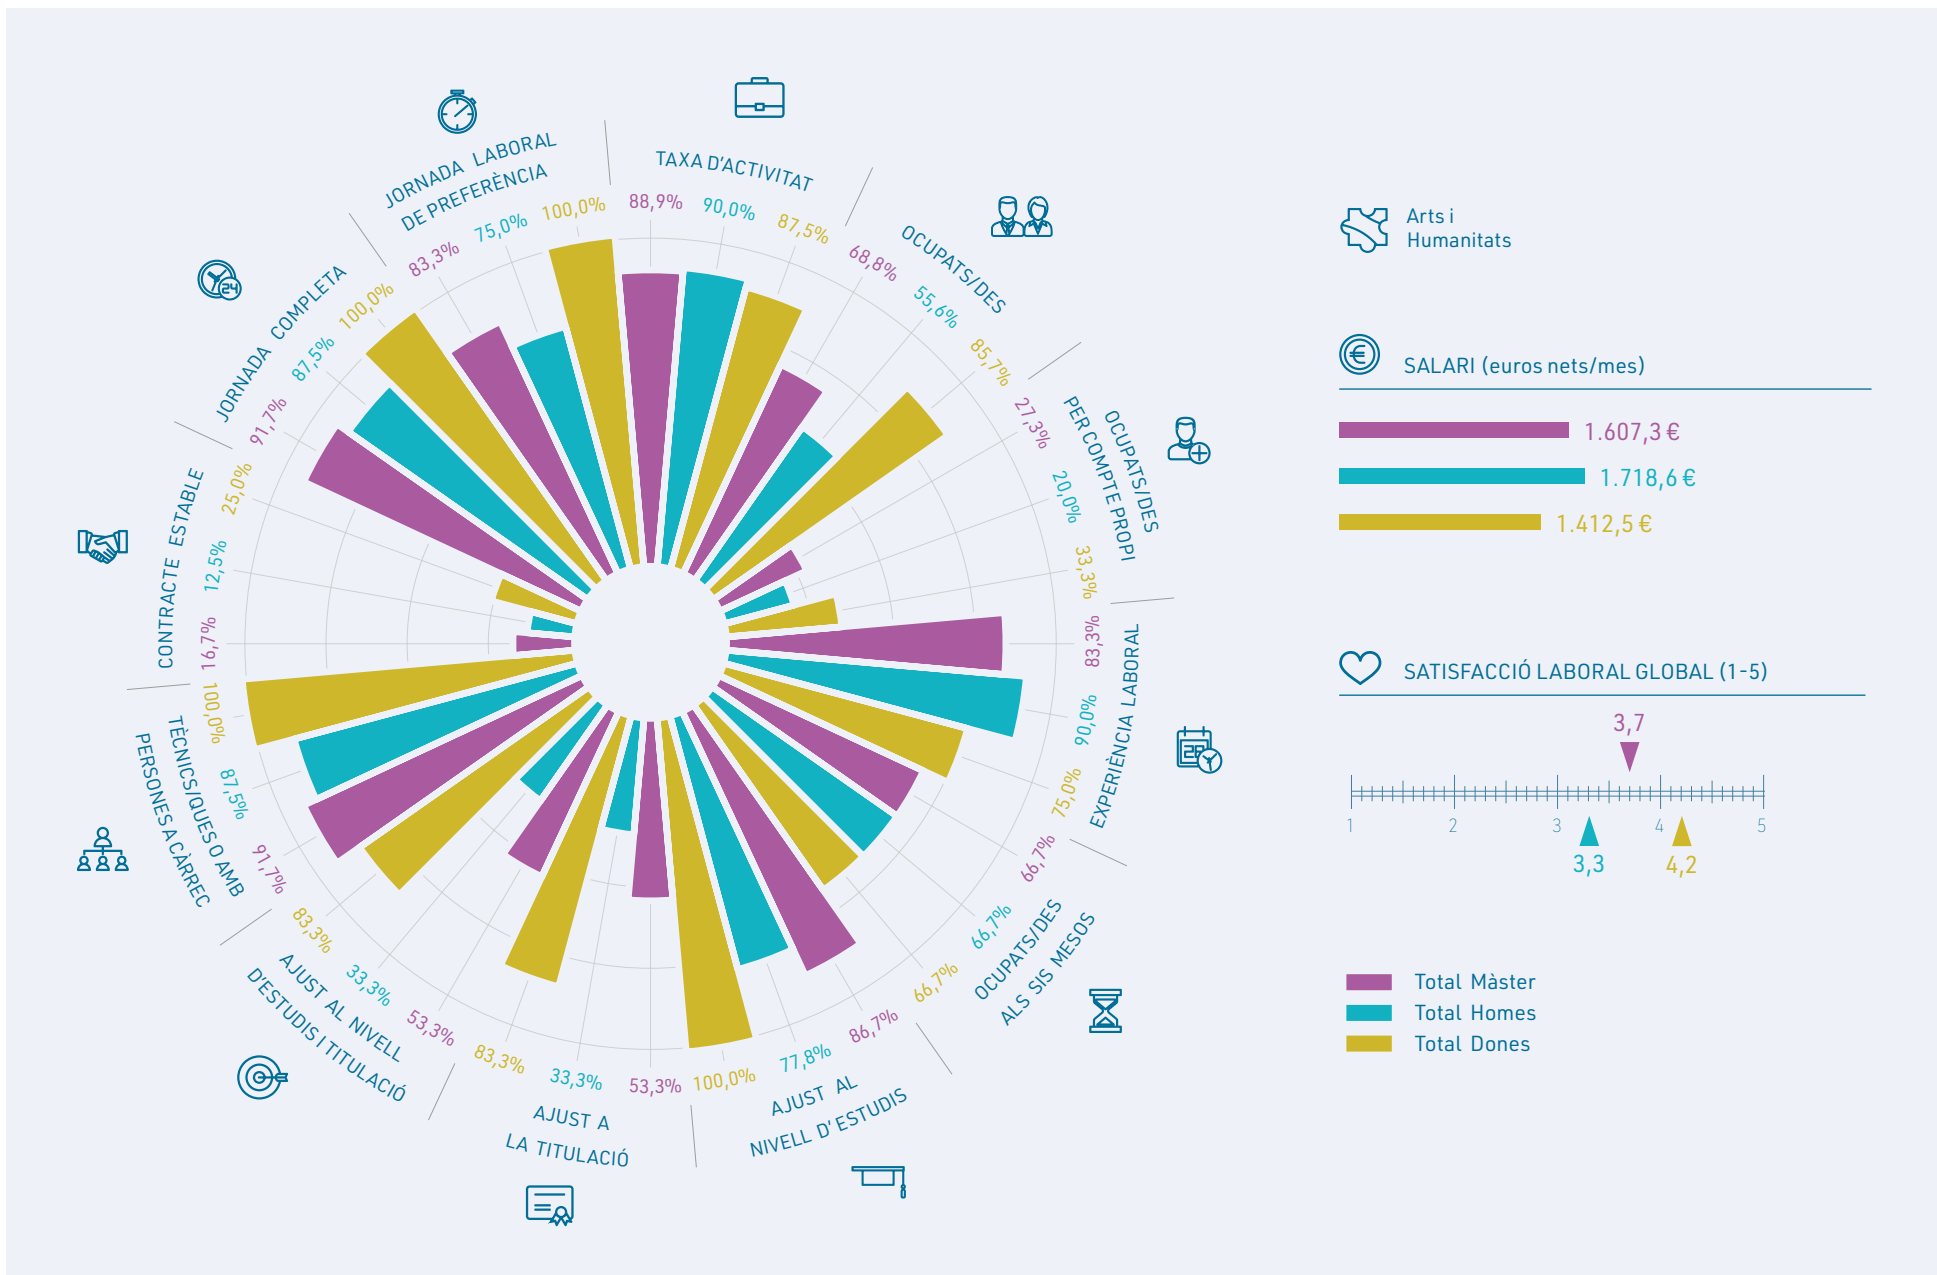 JORNADA LABORAL
DE PREFERÈNCIA
83,3%
75,0%
100,0%
TAXA D'ACTIVITAT
88,9%
90,0%
87,5%
OCUPATS/DES
68,8%
55,6%
85,7%
OCUPATS/DES
PER COMPTE PROPI
27,3%
20,0%
33,3%
EXPERIÈNCIA LABORAL
83,3%
90,0%
75,0%
28
OCUPATS/DES
ALS SIS MESOS
66,7%
66,7%
66,7%
AJUST AL
NIVELL D'ESTUDIS
86,7%
77,8%
100,0%
AJUST A
LA TITULACIÓ
53,3%
33,3%
83,3%
AJUST AL NIVELL
D'ESTUDIS I TITULACIÓ
53,3%
33,3%
83,3%
TÈCNICS/QUES O AMB
PERSONES A CÀRREC
91,7%
87,5%
100,0%
CONTRACTE ESTABLE
16,7%
12,5%
25,0%
JORNADA COMPLETA
91,7%
87,5%
100,0%
24
Arts i
Humanitats
€ SALARI (euros nets/mes)
1.607,3 €
1.718,6 €
1.412,5 €
SATISFACCIÓ LABORAL GLOBAL (1-5)
3,7
1 2 3 4 5
3,3 4,2
Total Màster
Total Homes
Total Dones